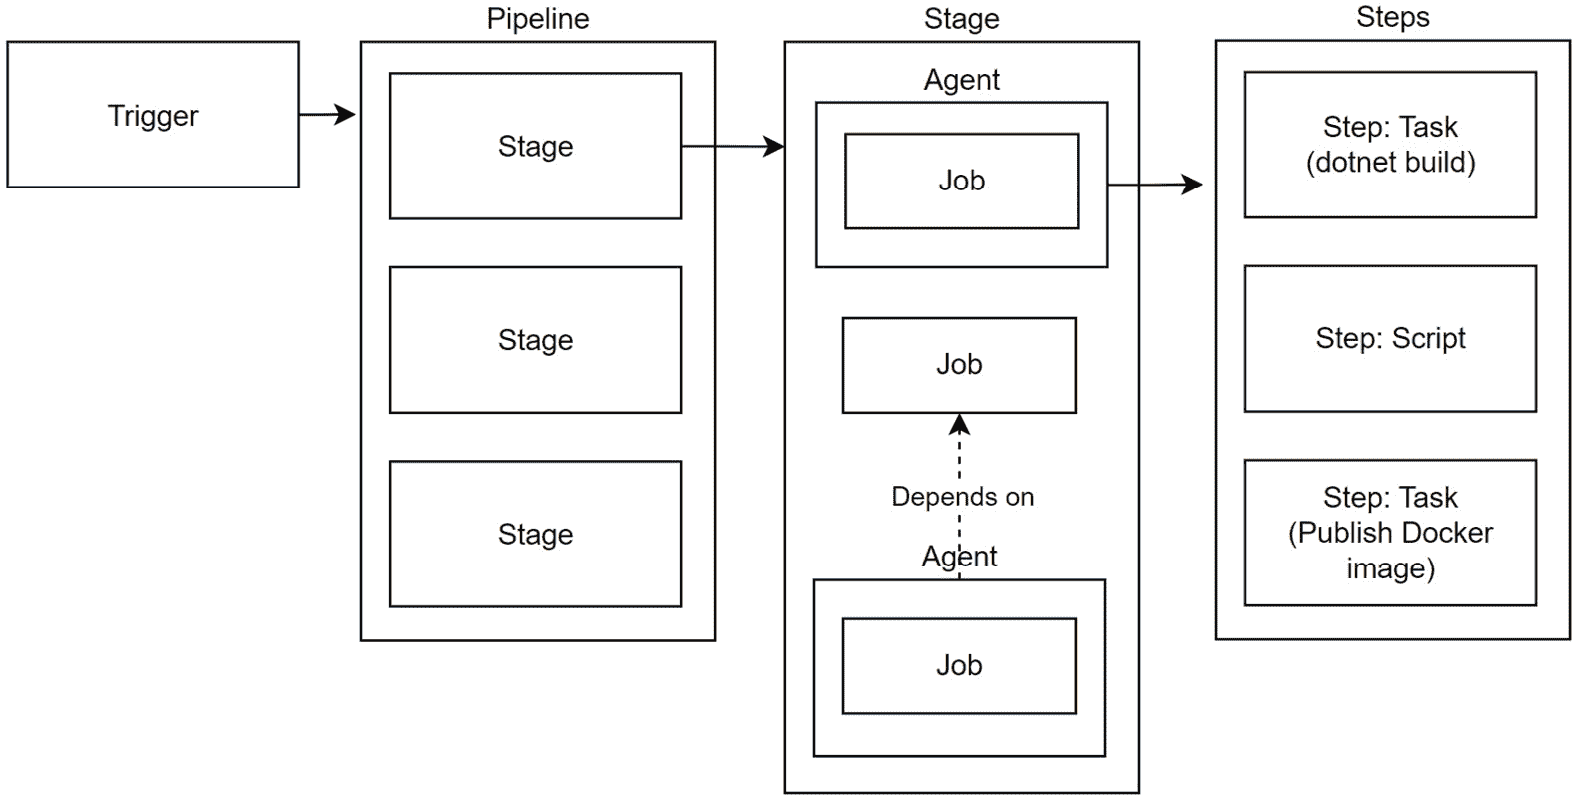 Trigger
Pipeline
Stage
Stage
Stage
Stage
Agent
Job
Job
Depends on
Agent
Job
Steps
Step: Task
(dotnet build)
Step: Script
Step: Task
(Publish Docker
image)